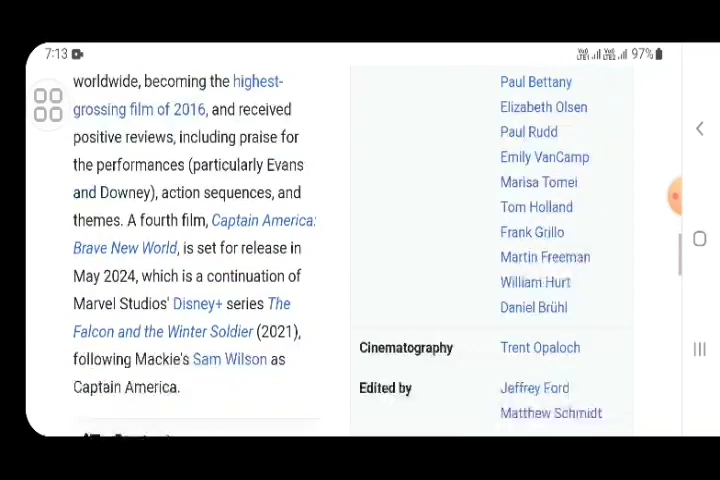 7:13
97%
worldwide, becoming the highest-
grossing film of 2016, and received
positive reviews, including praise for
the performances (particularly Evans
and Downey), action sequences, and
themes. A fourth film, Captain America:
Brave New World, is set for release in
May 2024, which is a continuation of
Marvel Studios' Disney+ series The
Falcon and the Winter Soldier (2021),
following Mackie's Sam Wilson as
Captain America.
Paul Bettany
Elizabeth Olsen
Paul Rudd
Emily VanCamp
Marisa Tomei
Tom Holland
Frank Grillo
Martin Freeman
William Hurt
Daniel Brühl
Cinematography Trent Opaloch
Edited by Jeffrey Ford
Matthew Schmidt